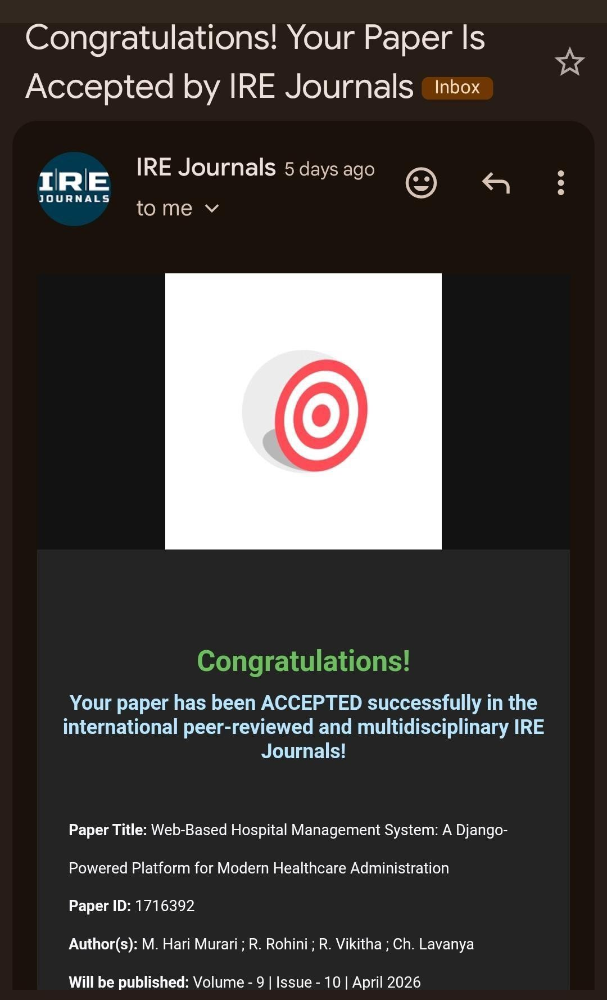 Congratulations! Your Paper Is
Accepted by IRE Journals Inbox
IRE
JOURNALS
IRE Journals 5 days ago
to me
Congratulations!
Your paper has been ACCEPTED successfully in the
international peer-reviewed and multidisciplinary IRE
Journals!
Paper Title: Web-Based Hospital Management System: A Django-
Powered Platform for Modern Healthcare Administration
Paper ID: 1716392
Author(s): M. Hari Murari ; R. Rohini ; R. Vikitha ; Ch. Lavanya
Will be published: Volume - 9 | Issue - 10 | April 2026